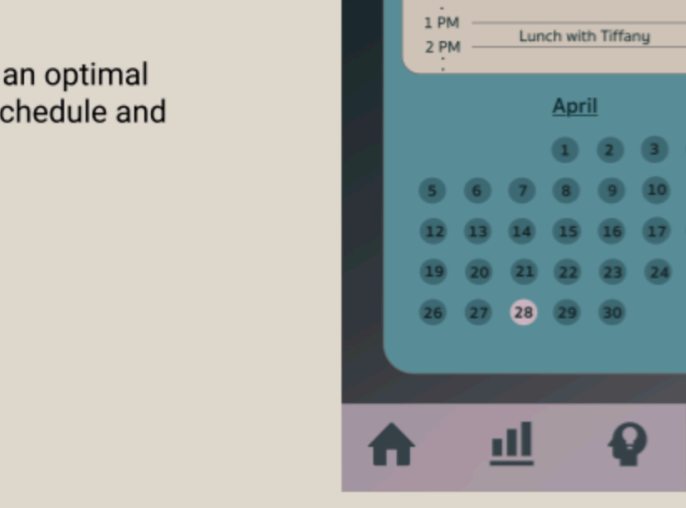 an optimal
chedule and
1 PM
Lunch with Tiffany
2 PM
April
1 2 3
5 6 7 8 9 10
12 13 14 15 16 17
19 20 21 22 23 24
26 27 28 29 30